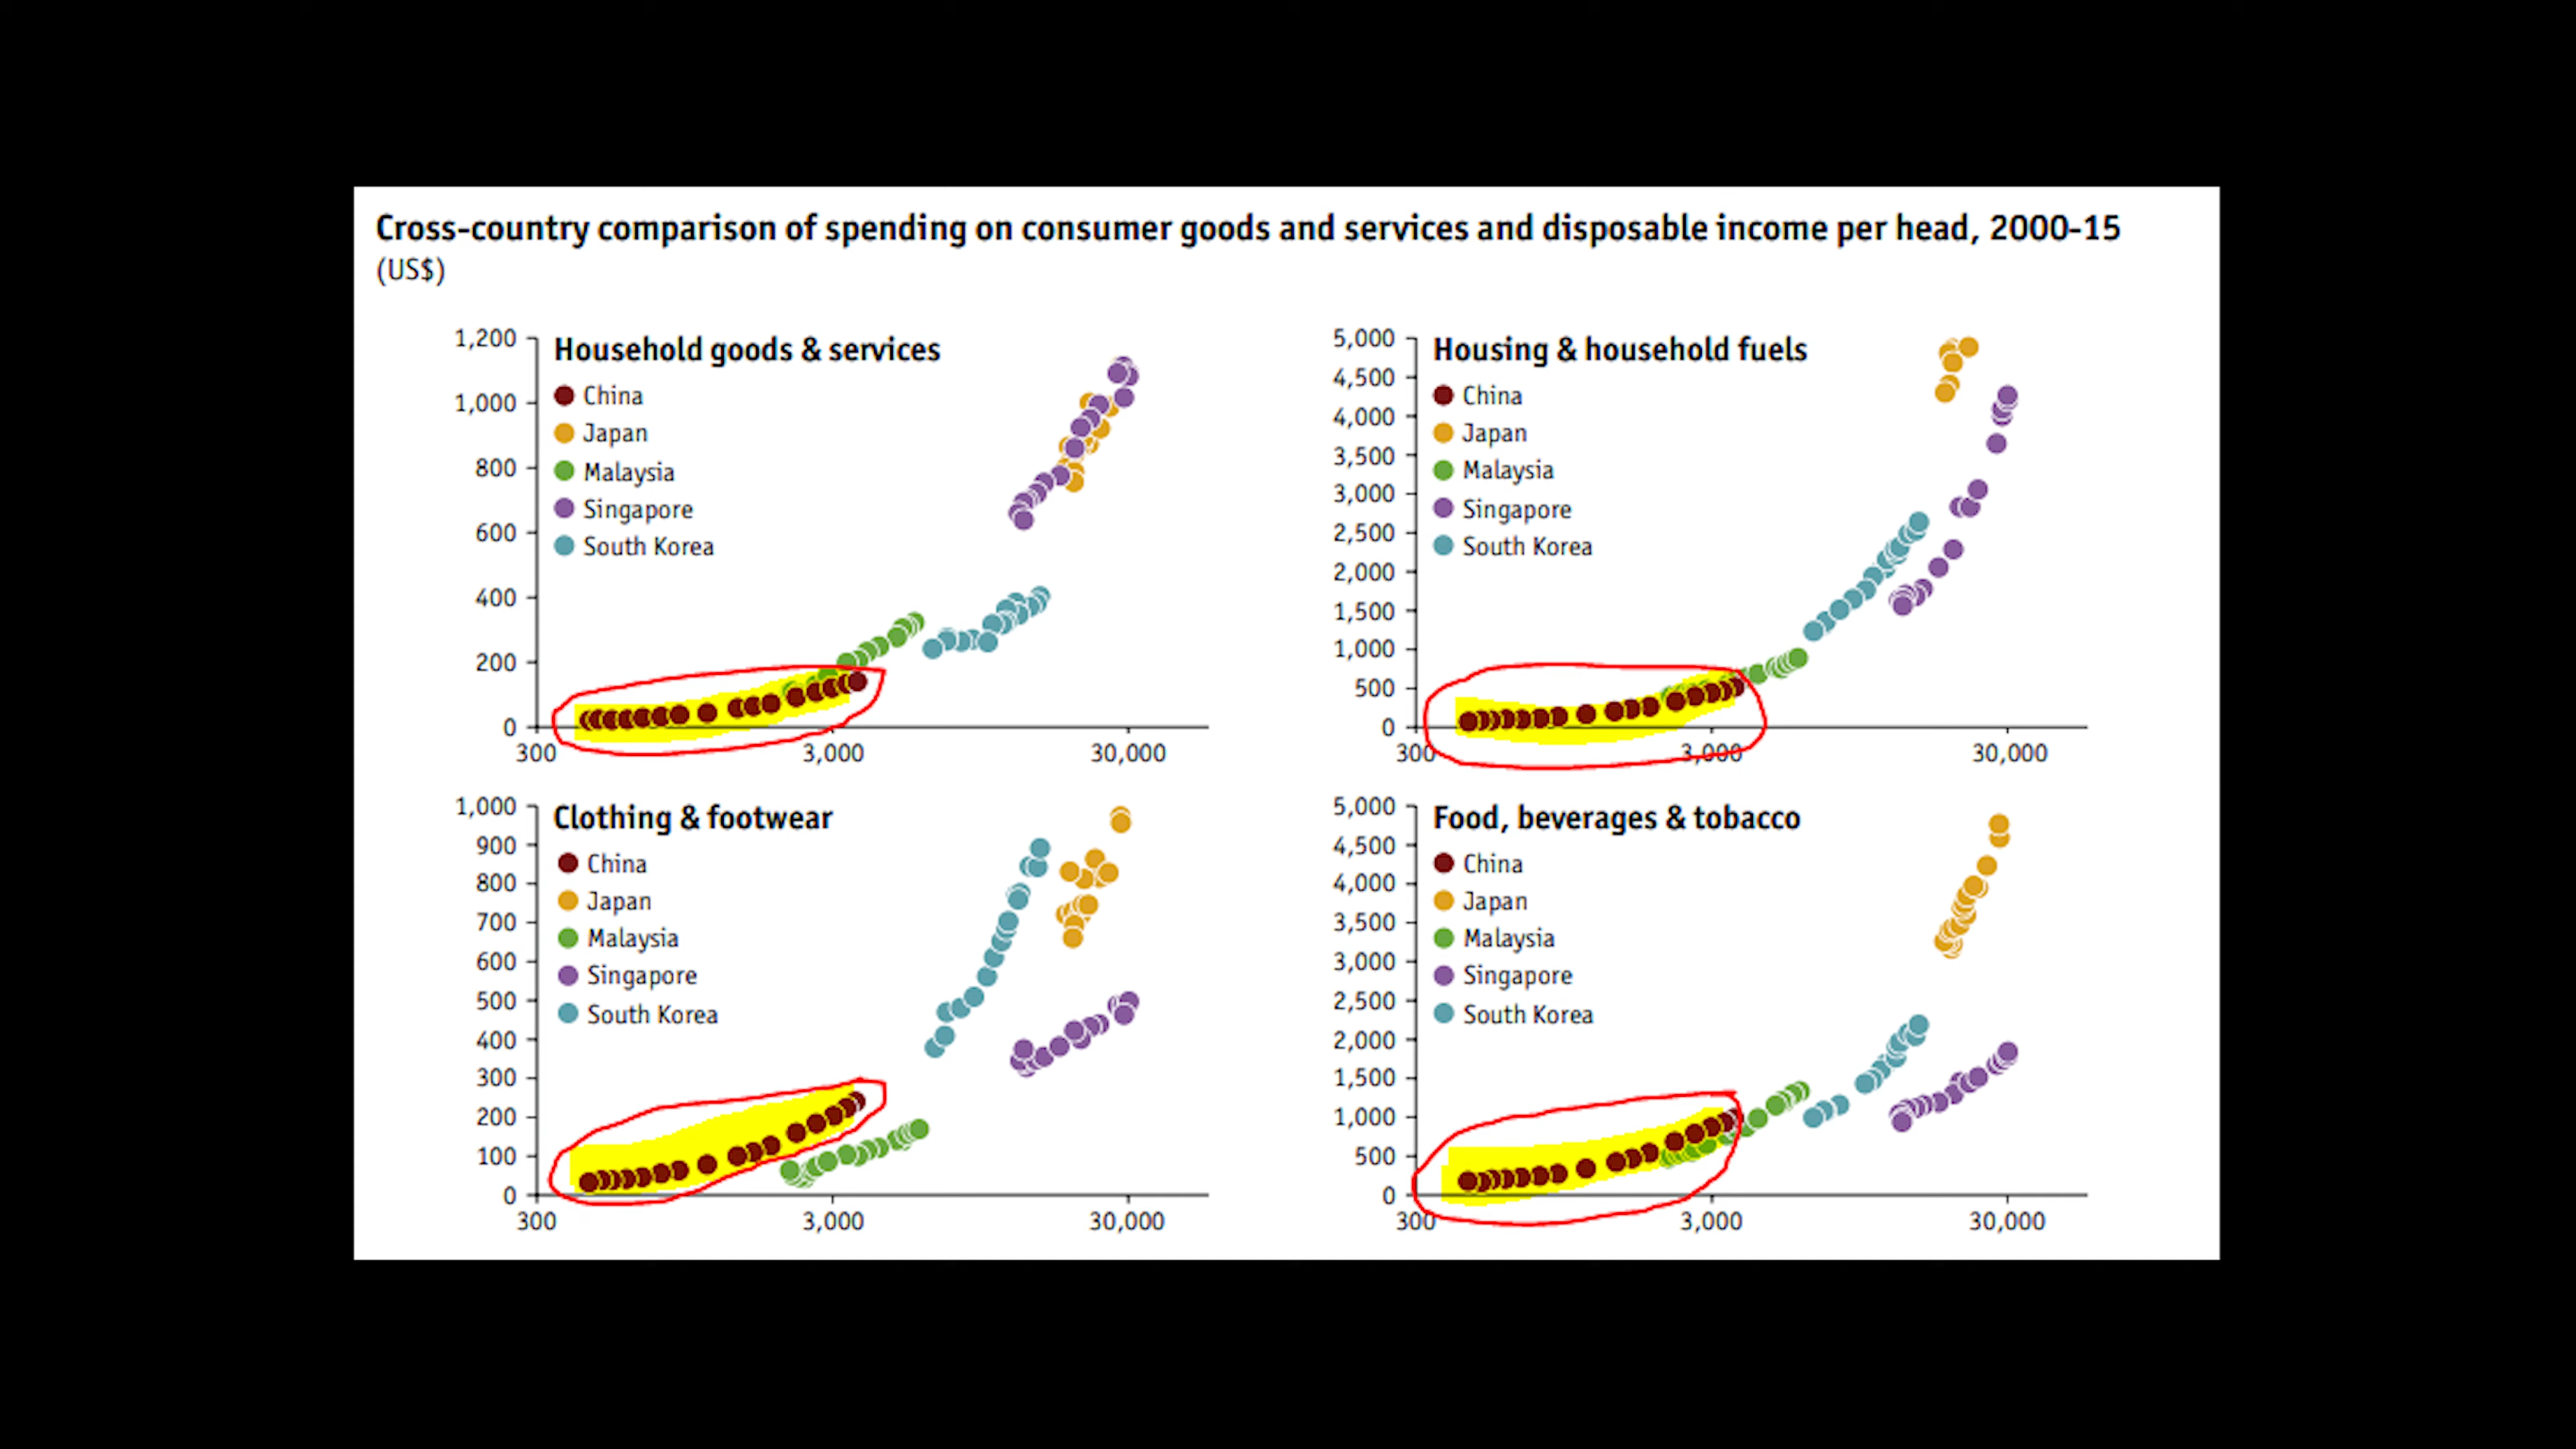 Cross-country comparison of spending on consumer goods and services and disposable income per head, 2000-15
(US$)
Household goods & services
China
Japan
Malaysia
Singapore
South Korea
1,200
1,000
800
600
400
200
0
300
3,000
30,000
Housing & household fuels
China
Japan
Malaysia
Singapore
South Korea
5,000
4,500
4,000
3,500
3,000
2,500
2,000
1,500
1,000
500
0
300
3,000
30,000
Clothing & footwear
China
Japan
Malaysia
Singapore
South Korea
1,000
900
800
700
600
500
400
300
200
100
0
300
3,000
30,000
Food, beverages & tobacco
China
Japan
Malaysia
Singapore
South Korea
5,000
4,500
4,000
3,500
3,000
2,500
2,000
1,500
1,000
500
0
300
3,000
30,000